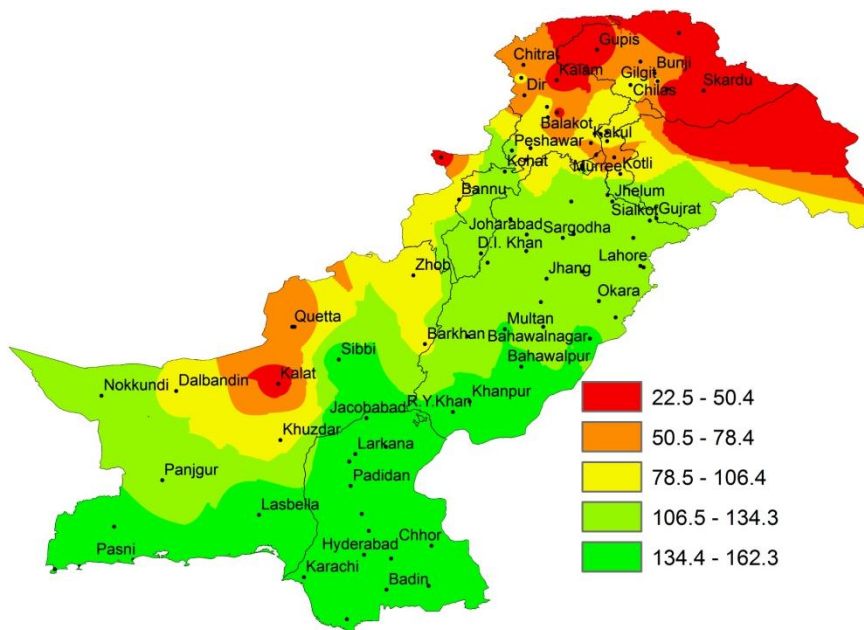 Gupis
Chitral
Bunji
Kalam
Gilgit
Skardu
Dir
Chilas
Balakot
Kakul
Peshawar
Kohat
Murree
Kotli
Bannu
Jhelum
Sialkot
Gujrat
Joharabad
Sargodha
D.I. Khan
Lahore
Zhob
Jhang
Okara
Quetta
Multan
Barkhan
Bahawalnagar
Sibbi
Bahawalpur
Kalat
Nokkundi
Dalbandin
Khanpur
R.Y.Khan
Jacobabad
Khuzdar
Larkana
Panjgur
Padidan
Lasbella
Chhor
Pasni
Hyderabad
Karachi
Badin
22.5 - 50.4
50.5 - 78.4
78.5 - 106.4
106.5 - 134.3
134.4 - 162.3